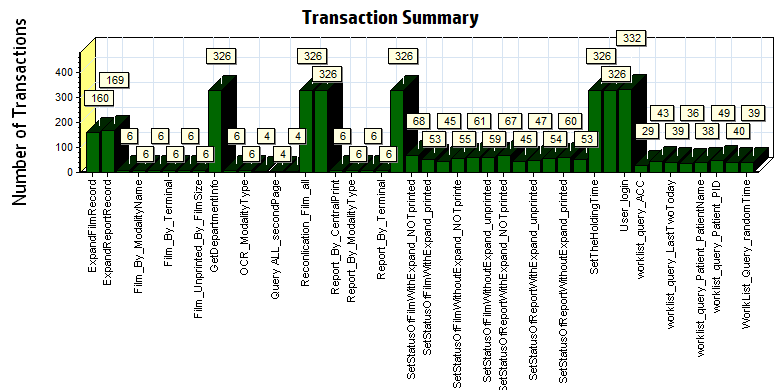 Transaction Summary
Number of Transactions
400
300
200
100
0
160
169
6
6
6
6
6
6
326
6
6
4
4
4
326
326
6
6
6
6
326
68
53
45
55
61
59
67
45
47
54
60
53
326
326
332
29
43
39
36
38
49
40
39
ExpandFilmRecord
ExpandReportRecord
Film_By_ModalityName
Film_By_Terminal
Film_Unprinted_By_FilmSize
GetDepartmentInfo
OCR_ModalityType
Query ALL_secondPage
Reconlication_Film_all
Report_By_CentralPrint
Report_By_ModalityType
Report_By_Terminal
SetStatusOfFilmWithExpand_NOTprinted
SetStatusOfFilmWithExpand_printed
SetStatusOfFilmWithoutExpand_NOTprinte
SetStatusOfFilmWithoutExpand_unprinted
SetStatusOfReportWithExpand_NOTprinted
SetStatusOfReportWithExpand_unprinted
SetStatusOfReportWithoutExpand_printed
SetTheHoldingTime
User_login
worklist_query_ACC
worklist_query_LastTwoToday
worklist_query_Patient_PatientName
worklist_query_Patient_PID
WorlkList_Query_randomTime